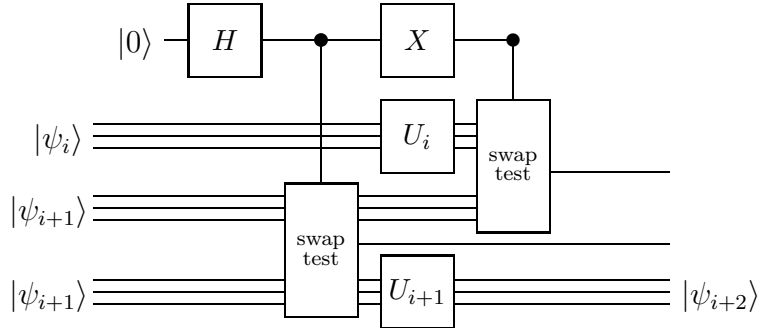 |0⟩ H X
|ψ_i⟩ U_i swap
test
|ψ_{i+1}⟩ swap
test
|ψ_{i+1}⟩ U_{i+1} |ψ_{i+2}⟩